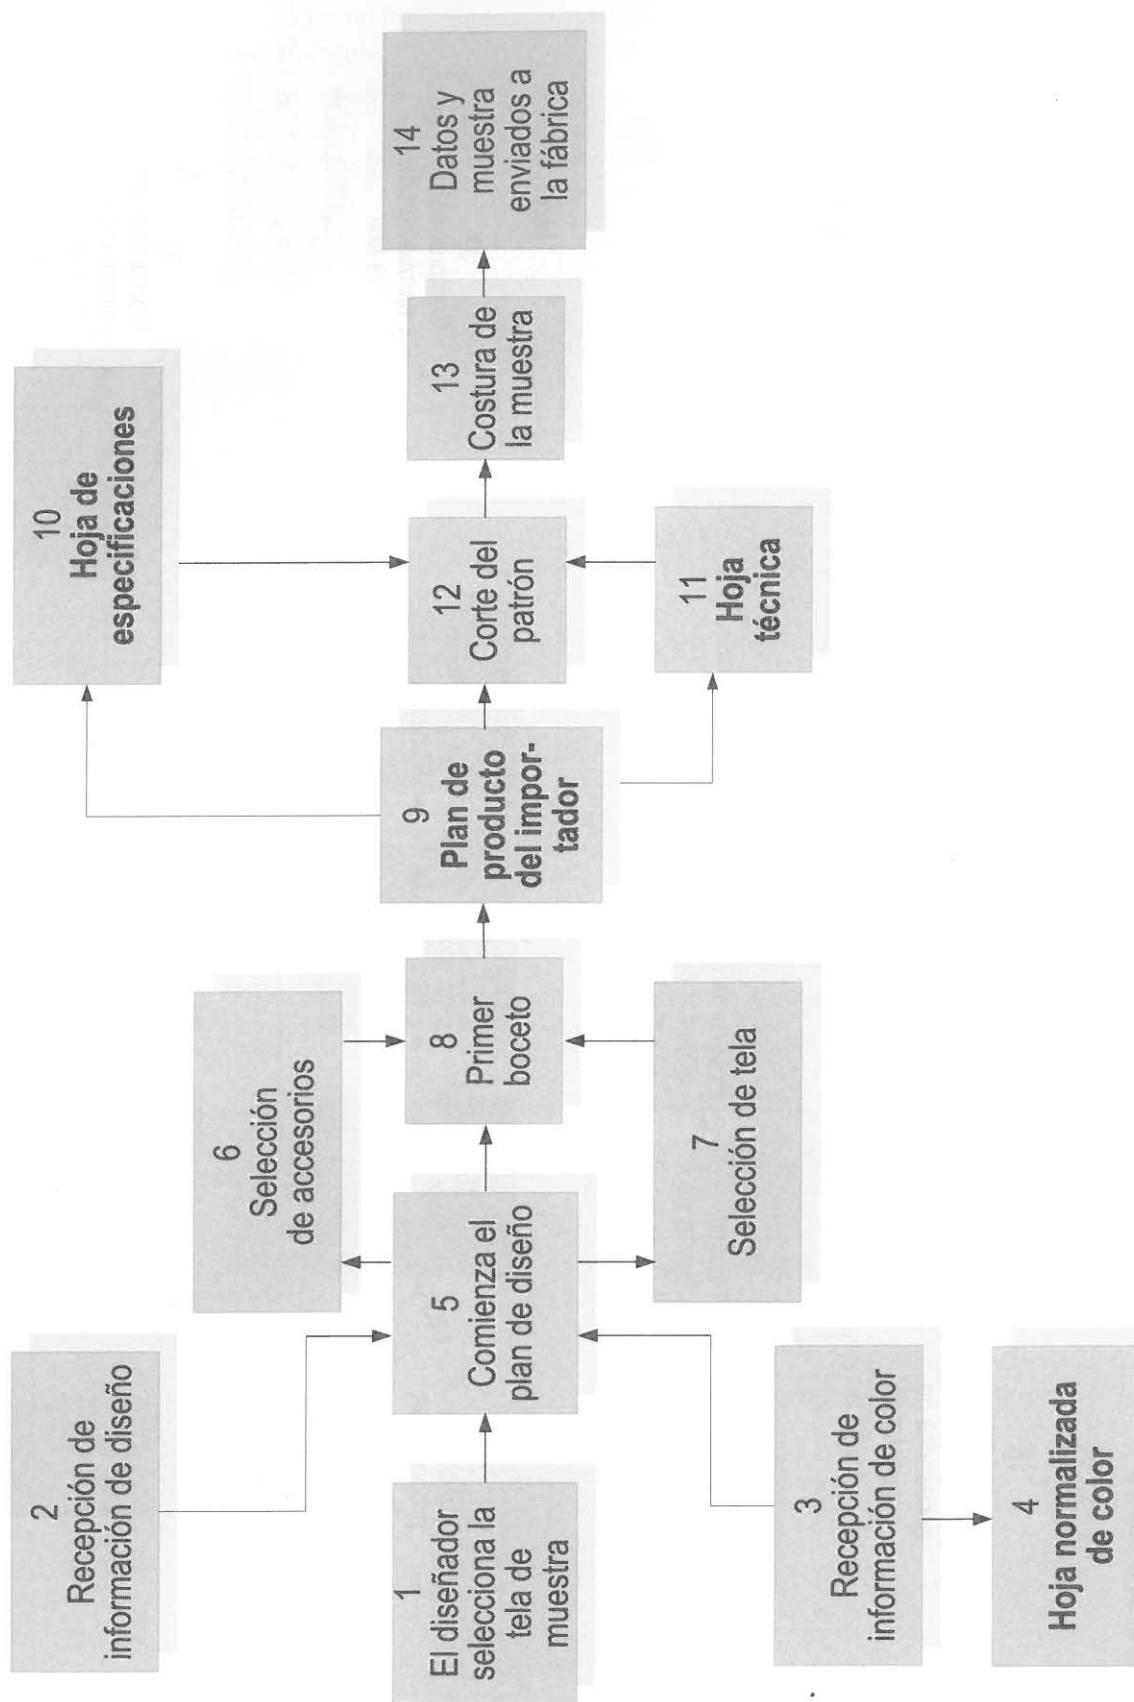 1
El diseñador
selecciona la
tela de
muestra
2
Recepción de
información de diseño
3
Recepción de
información de color
4
Hoja normalizada
de color
5
Comienza el
plan de diseño
6
Selección
de accesorios
7
Selección de tela
8
Primer
boceto
9
Plan de
producto
del impor-
tador
10
Hoja de
especificaciones
11
Hoja
técnica
12
Corte del
patrón
13
Costura de
la muestra
14
Datos y
muestra
enviados a
la fábrica